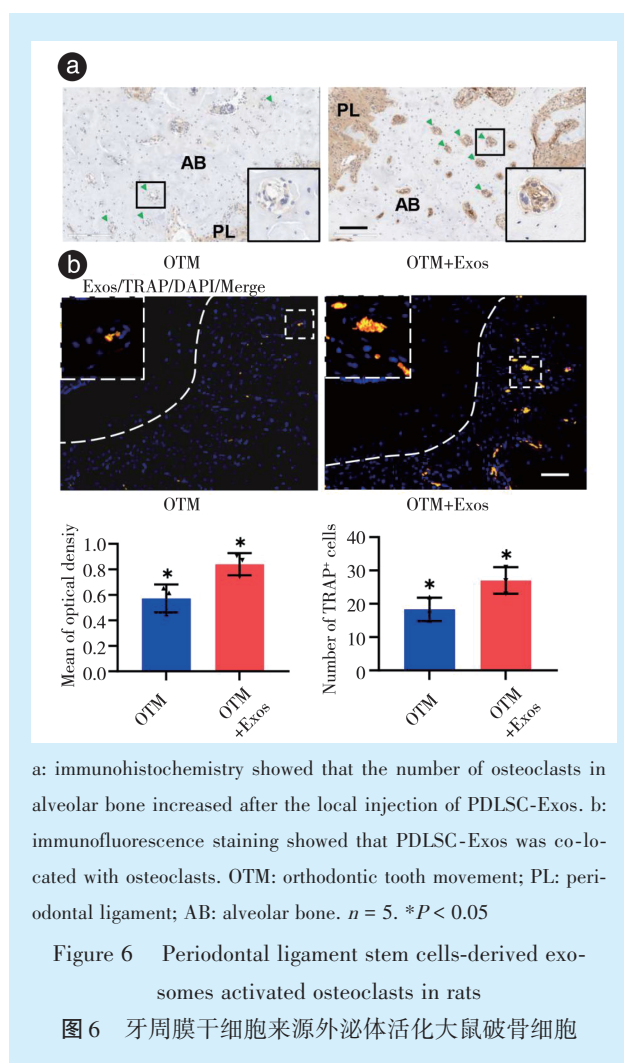 a
PL
AB
PL
AB
OTM
OTM+Exos
b
Exos/TRAP/DAPI/Merge
OTM
OTM+Exos
Mean of optical densiy
1.0
0.8
0.6
0.4
0.2
0.0
*
*
OTM
OTM
+Exos
Number of TRAP⁺ cells
40
30
20
10
0
*
*
OTM
OTM
+Exos
a: immunohistochemistry showed that the number of osteoclasts in
alveolar bone increased after the local injection of PDLSC-Exos. b:
immunofluorescence staining showed that PDLSC-Exos was co-lo-
cated with osteoclasts. OTM: orthodontic tooth movement; PL: peri-
odontal ligament; AB: alveolar bone. n = 5. *P < 0.05
Figure 6 Periodontal ligament stem cells-derived exo-
somes activated osteoclasts in rats
图6 牙周膜干细胞来源外泌体活化大鼠破骨细胞